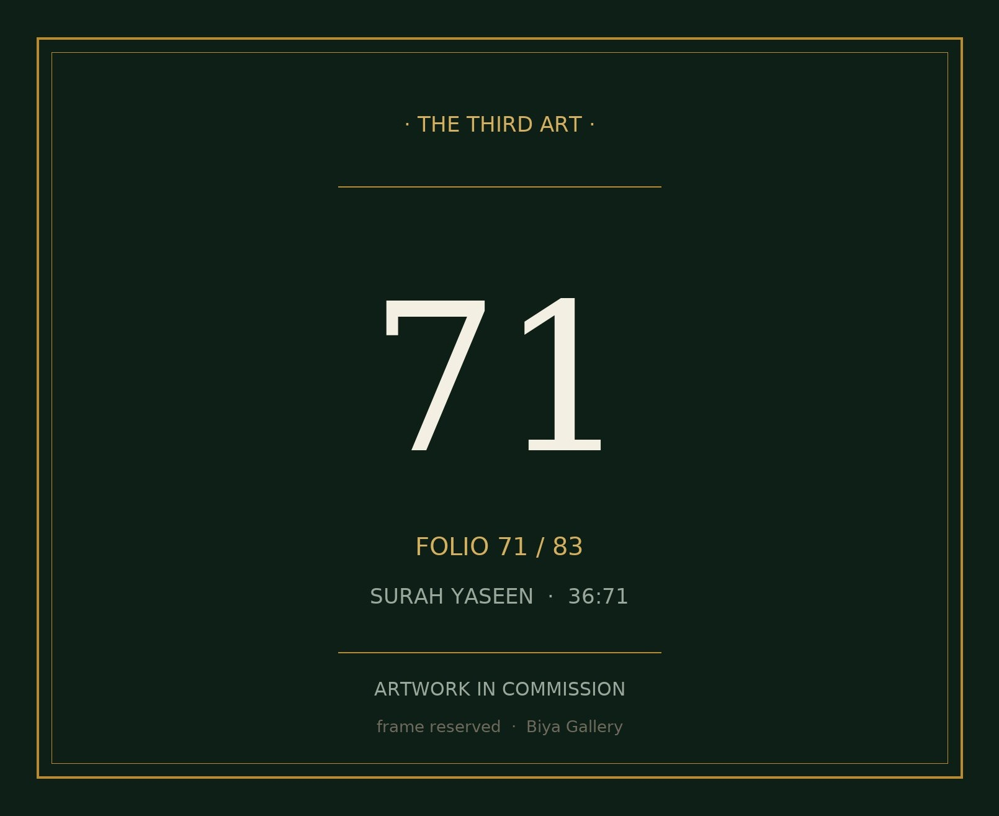 · THE THIRD ART ·
71
FOLIO 71 / 83
SURAH YASEEN · 36:71
ARTWORK IN COMMISSION
frame reserved · Biya Gallery